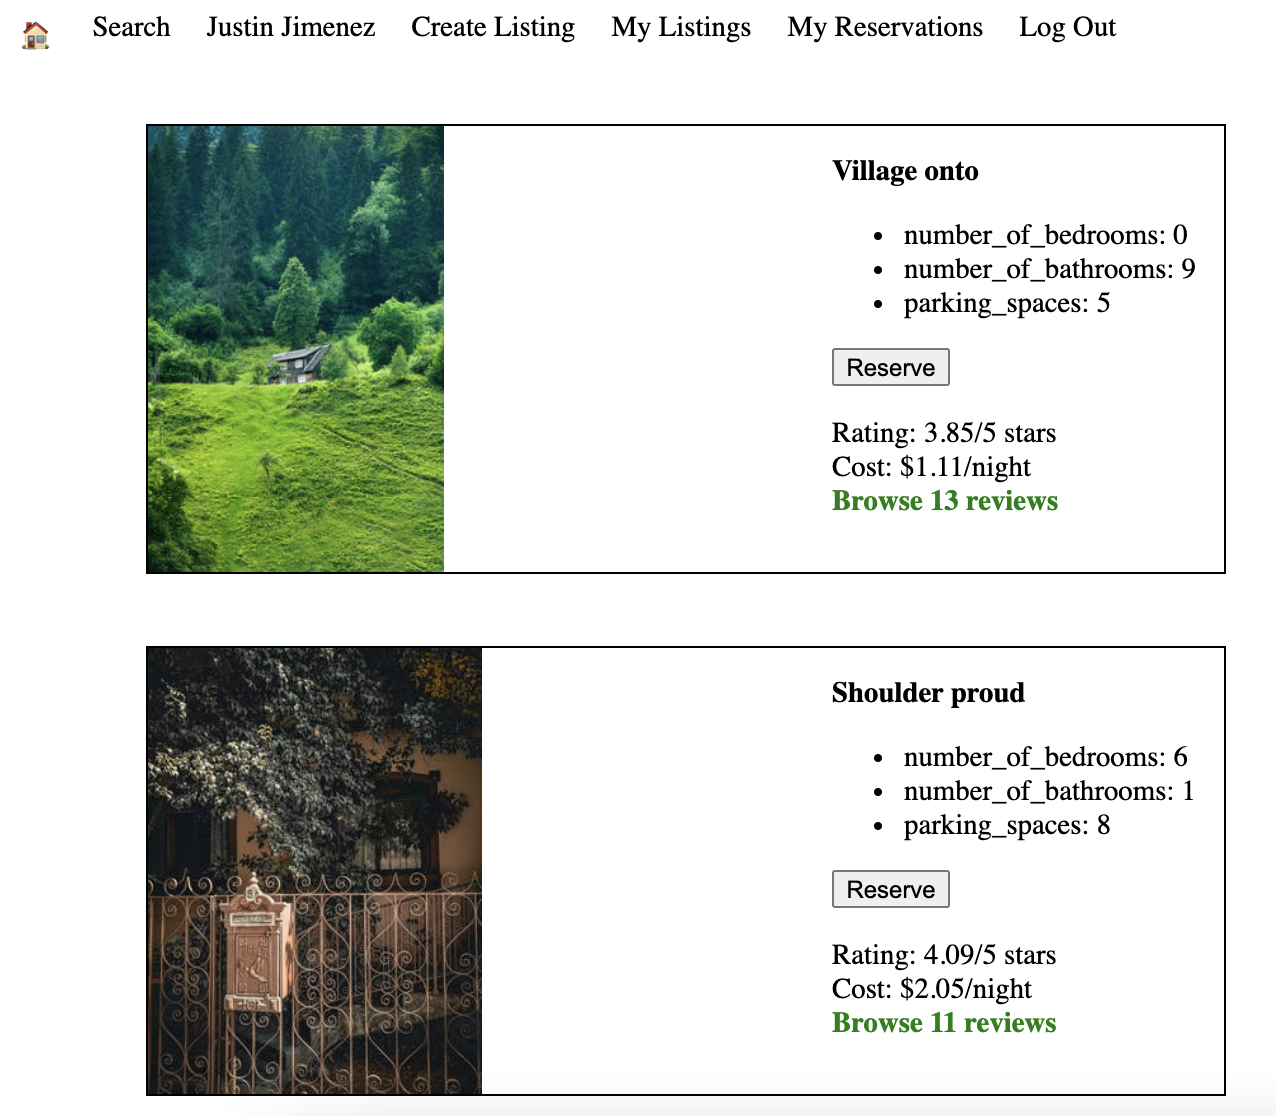 Search Justin Jimenez Create Listing My Listings My Reservations Log Out
Village onto
number_of_bedrooms: 0
number_of_bathrooms: 9
parking_spaces: 5
Reserve
Rating: 3.85/5 stars
Cost: $1.11/night
Browse 13 reviews
Shoulder proud
number_of_bedrooms: 6
number_of_bathrooms: 1
parking_spaces: 8
Reserve
Rating: 4.09/5 stars
Cost: $2.05/night
Browse 11 reviews